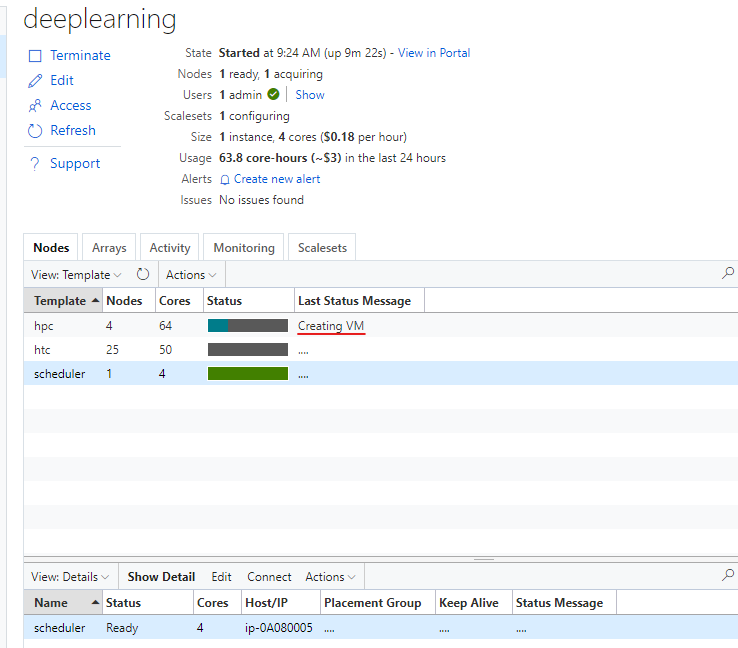 deeplearning
Terminate
Edit
Access
Refresh
Support
State Started at 9:24 AM (up 9m 22s) - View in Portal
Nodes 1 ready, 1 acquiring
Users 1 admin Show
Scalesets 1 configuring
Size 1 instance, 4 cores ($0.18 per hour)
Usage 63.8 core-hours (~$3) in the last 24 hours
Alerts Create new alert
Issues No issues found
Nodes Arrays Activity Monitoring Scalesets
View: Template Actions
Template Nodes Cores Status Last Status Message
hpc 4 64 Creating VM
htc 25 50 ....
scheduler 1 4 ....
View: Details Show Detail Edit Connect Actions
Name Status Cores Host/IP Placement Group Keep Alive Status Message
scheduler Ready 4 ip-0A080005 .... .... ....